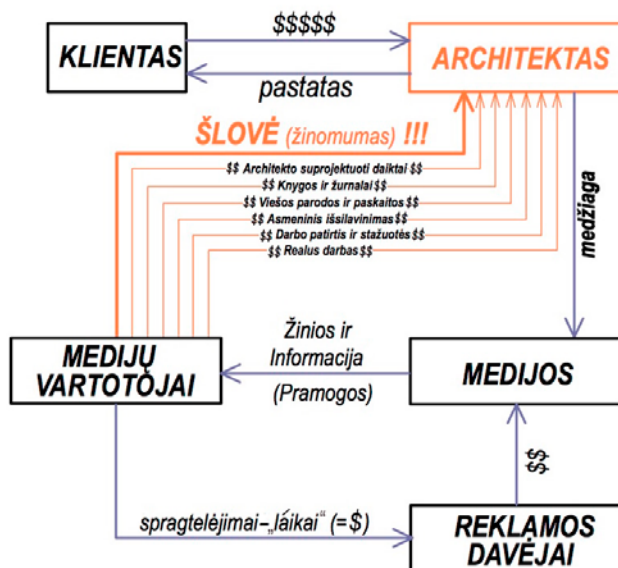 $$$$$
KLIENTAS
ARCHITEKTAS
pastatas
ŠLOVĖ (žinomumas) !!!
$$ Architekto suprojektuoti daiktai $$
$$ Knygos ir žurnalai $$
$$ Viešos parodos ir paskaitos $$
$$ Asmeninis išsilavinimas $$
$$ Darbo patirtis ir stažuotės $$
$$ Realus darbas $$
medžiaga
Žinios ir
Informacija
(Pramogos)
MEDIJŲ
VARTOTOJAI
MEDIJOS
$$
spragtelėjimai–„láikai“ (=$)
REKLAMOS
DAVĖJAI